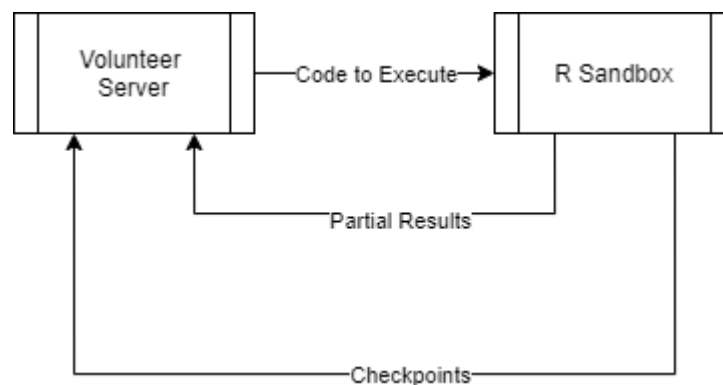 Volunteer
Server
Code to Execute
R Sandbox
Partial Results
Checkpoints